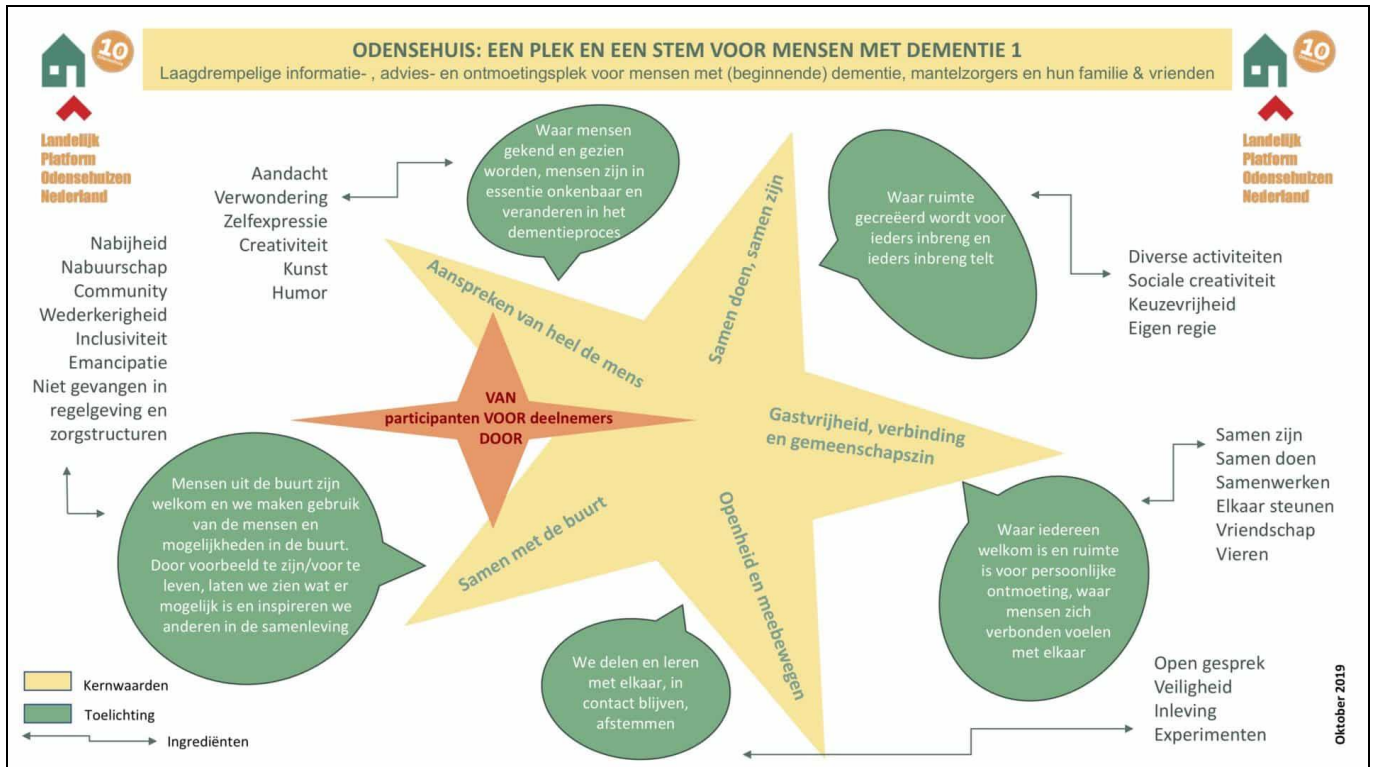 ODENSEHUIS: EEN PLEK EN EEN STEM VOOR MENSEN MET DEMENTIE 1
Laagdrempelige informatie- , advies- en ontmoetingsplek voor mensen met (beginnende) dementie, mantelzorgers en hun familie & vrienden
10
Landelijk
Platform
Odensehuizen
Nederland
10
Landelijk
Platform
Odensehuizen
Nederland
Aandacht
Verwondering
Zelfexpressie
Creativiteit
Kunst
Humor
Waar mensen
gekend en gezien
worden, mensen zijn in
essentie onkenbaar en
veranderen in het
dementieproces
Waar ruimte
gecreëerd wordt voor
ieders inbreng en
ieders inbreng telt
Diverse activiteiten
Sociale creativiteit
Keuzevrijheid
Eigen regie
Nabijheid
Nabuurschap
Community
Wederkerigheid
Inclusiviteit
Emancipatie
Niet gevangen in
regelgeving en
zorgstructuren
Aanspreken van heel de mens
Samen doen, samen zijn
VAN
participanten VOOR deelnemers
DOOR
Gastvrijheid, verbinding
en gemeenschapszin
Samen met de buurt
Openheid en meebewegen
Samen zijn
Samen doen
Samenwerken
Elkaar steunen
Vriendschap
Vieren
Mensen uit de buurt zijn
welkom en we maken gebruik
van de mensen en
mogelijkheden in de buurt.
Door voorbeeld te zijn/voor te
leven, laten we zien wat er
mogelijk is en inspireren we
anderen in de samenleving
Waar iedereen
welkom is en ruimte
is voor persoonlijke
ontmoeting, waar
mensen zich
verbonden voelen
met elkaar
We delen en leren
met elkaar, in
contact blijven,
afstemmen
Open gesprek
Veiligheid
Inleving
Experimenten
Kernwaarden
Toelichting
Ingrediënten
Oktober 2019